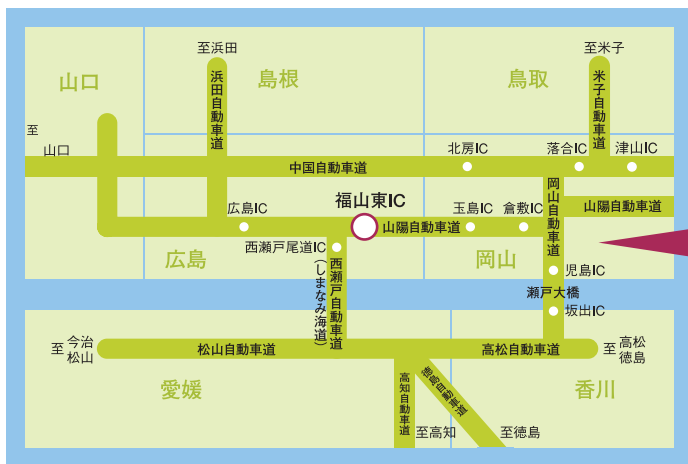 至浜田
至米子
山口
島根
鳥取
浜田自動車道
米子自動車道
至
山口
北房IC
落合IC
津山IC
中国自動車道
岡山自動車道
福山東IC
広島IC
玉島IC
倉敷IC
山陽自動車道
山陽自動車道
西瀬戸尾道IC
広島
岡山
西瀬戸自動車道
(しまなみ海道)
児島IC
瀬戸大橋
坂出IC
至
今治
松山
松山自動車道
高松自動車道
至
高松
徳島
愛媛
香川
高知自動車道
徳島自動車道
至高知
至徳島